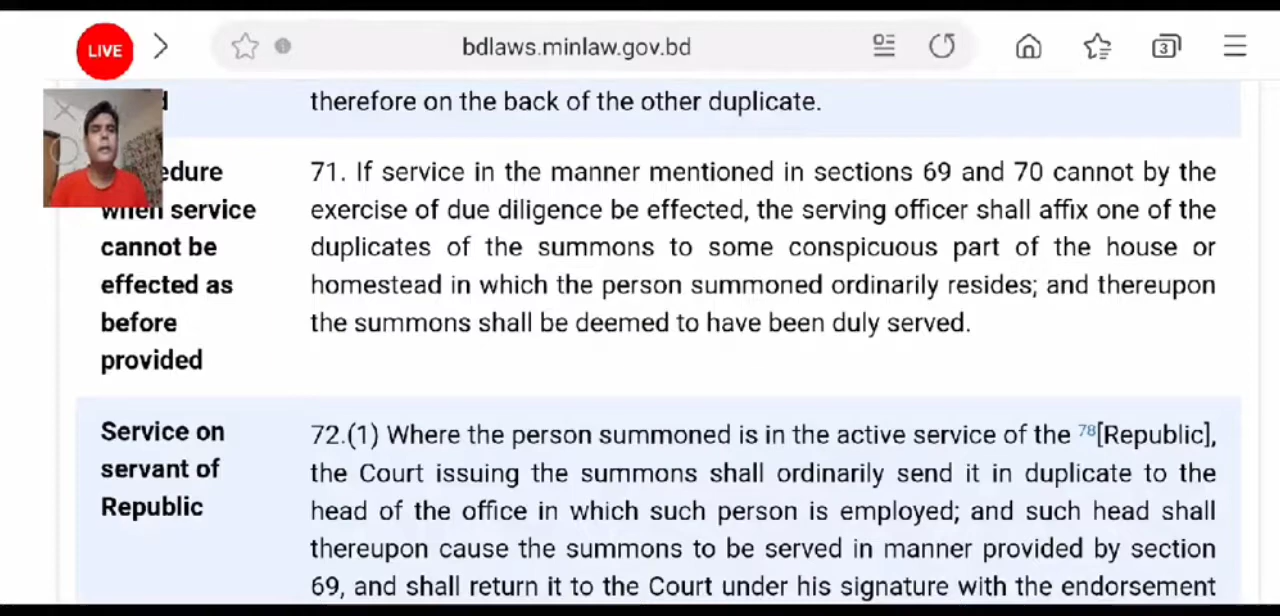 LIVE
bdlaws.minlaw.gov.bd
3
therefore on the back of the other duplicate.
when service
cannot be
effected as
before
provided
71. If service in the manner mentioned in sections 69 and 70 cannot by the
exercise of due diligence be effected, the serving officer shall affix one of the
duplicates of the summons to some conspicuous part of the house or
homestead in which the person summoned ordinarily resides; and thereupon
the summons shall be deemed to have been duly served.
Service on
servant of
Republic
72.(1) Where the person summoned is in the active service of the 78[Republic],
the Court issuing the summons shall ordinarily send it in duplicate to the
head of the office in which such person is employed; and such head shall
thereupon cause the summons to be served in manner provided by section
69, and shall return it to the Court under his signature with the endorsement